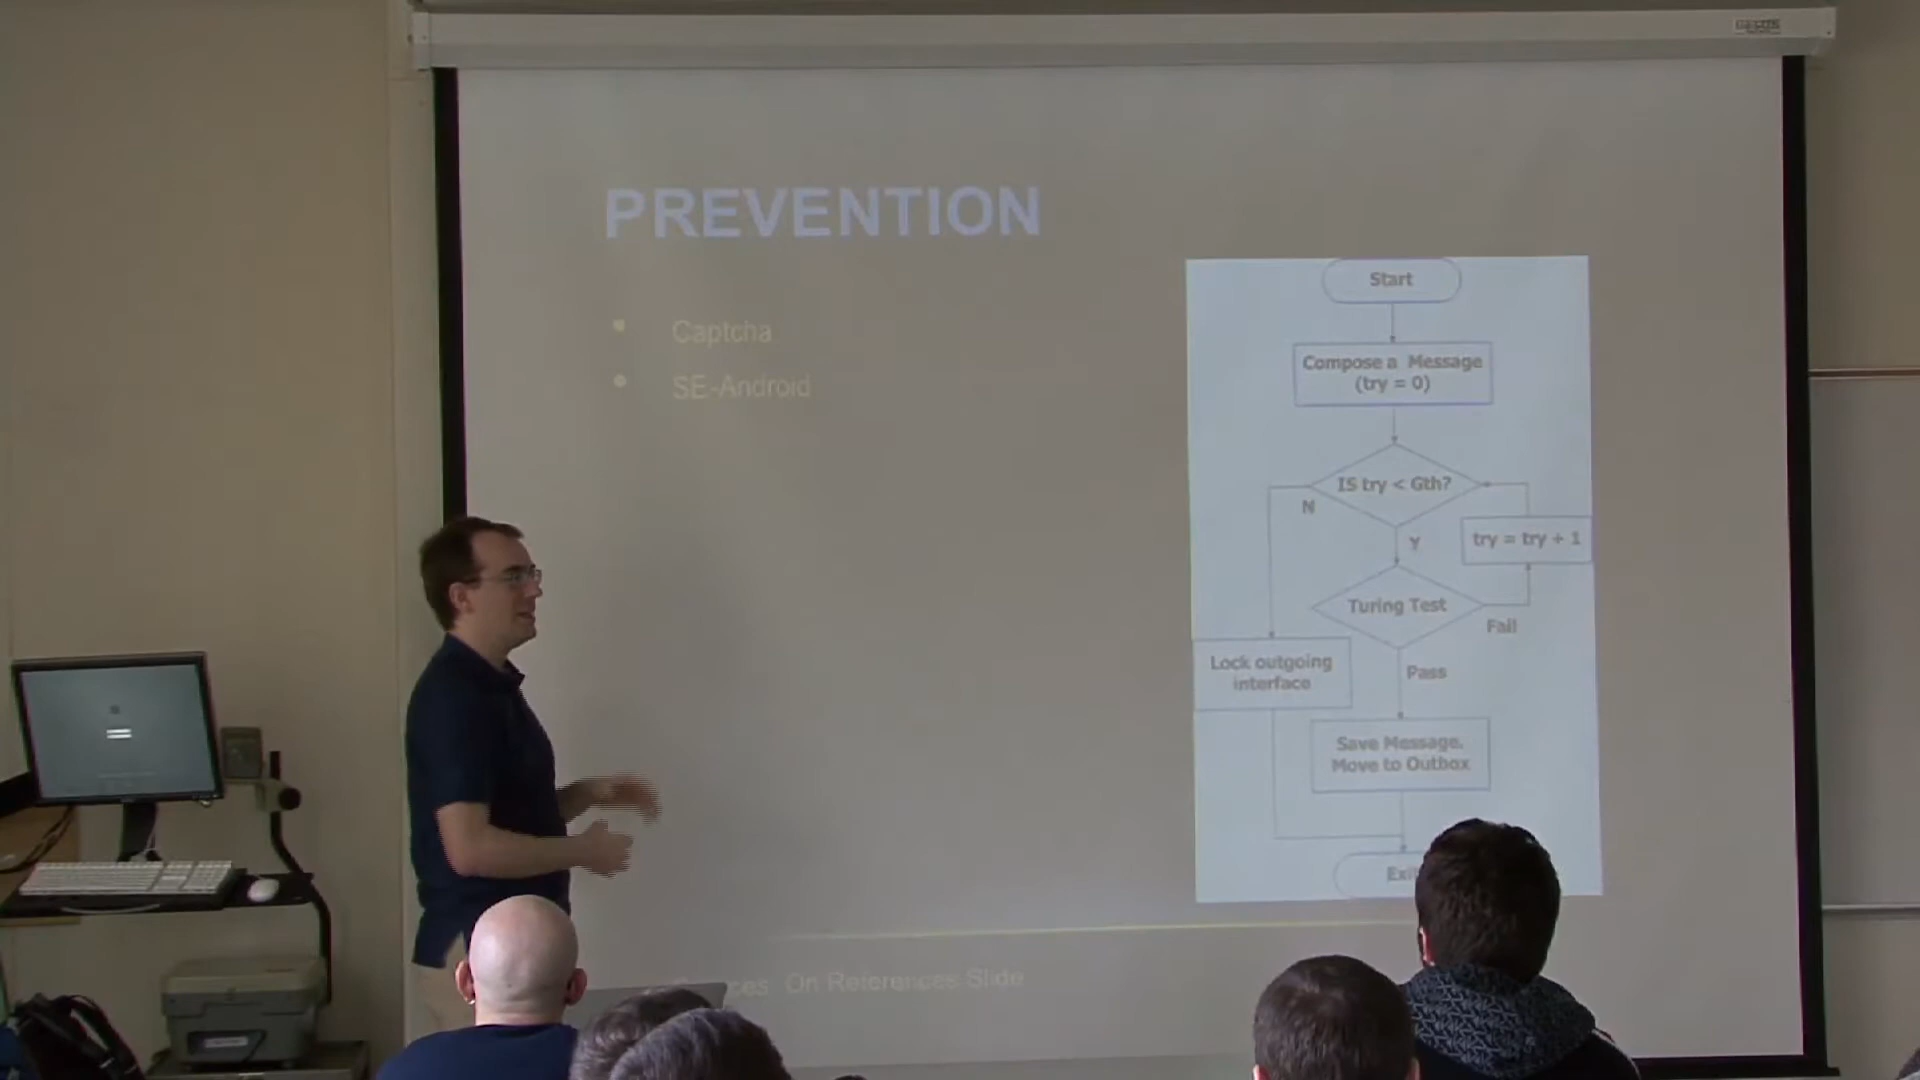 PREVENTION
Captcha
SE-Android
Start
Compose a Message
(try = 0)
IS try < Gth?
N
Y
try = try + 1
Turing Test
Fail
Lock outgoing
interface
Pass
Save Message.
Move to Outbox
On References Slide